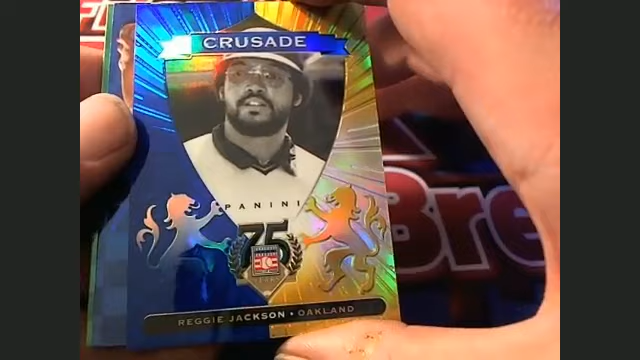 CRUSADE
PANINI
75
REGGIE JACKSON • OAKLAND
Bre